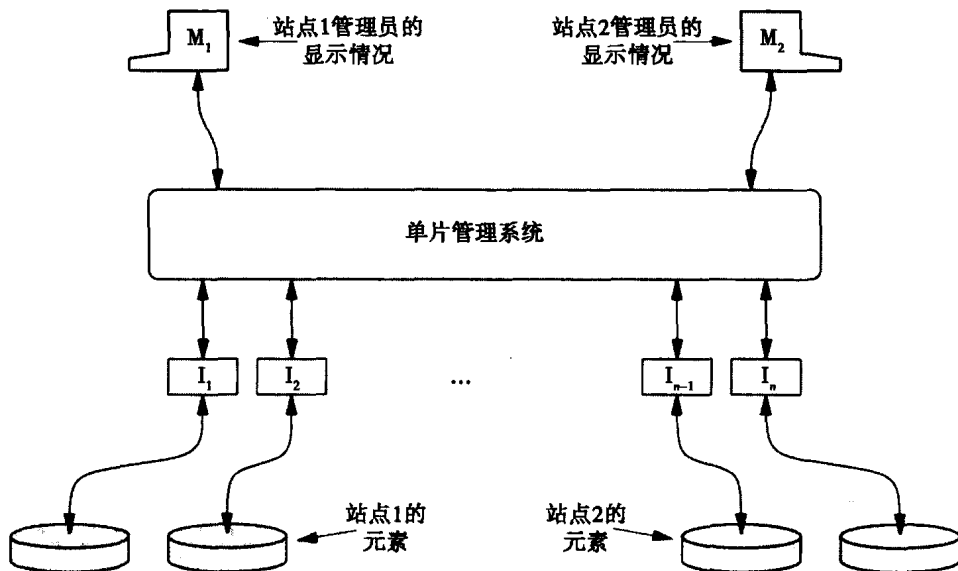 M₁
站点1管理员的
显示情况
站点2管理员的
显示情况
M₂
单片管理系统
I₁
I₂
...
Iₙ₋₁
Iₙ
站点1的
元素
站点2的
元素